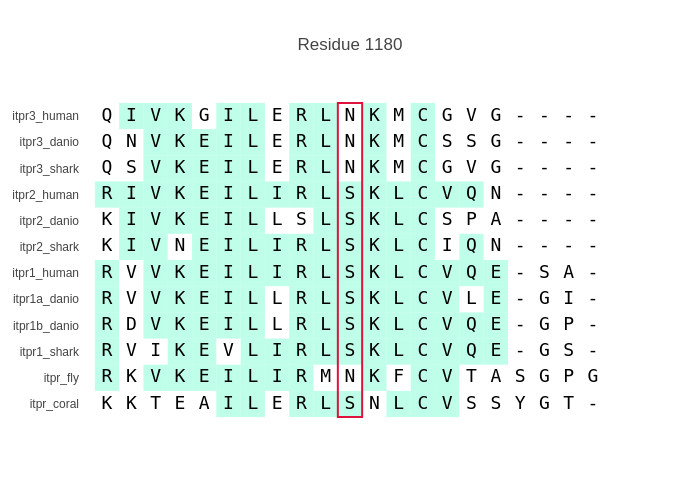 Residue 1180
itpr3_human Q I V K G I L E R L N K M C G V G - - - -
itpr3_danio Q N V K E I L E R L N K M C S S G - - - -
itpr3_shark Q S V K E I L E R L N K M C G V G - - - -
itpr2_human R I V K E I L I R L S K L C V Q N - - - -
itpr2_danio K I V K E I L L S L S K L C S P A - - - -
itpr2_shark K I V N E I L I R L S K L C I Q N - - - -
itpr1_human R V V K E I L I R L S K L C V Q E - S A -
itpr1a_danio R V V K E I L L R L S K L C V L E - G I -
itpr1b_danio R D V K E I L L R L S K L C V Q E - G P -
itpr1_shark R V I K E V L I R L S K L C V Q E - G S -
itpr_fly R K V K E I L I R M N K F C V T A S G P G
itpr_coral K K T E A I L E R L S N L C V S S Y G T -